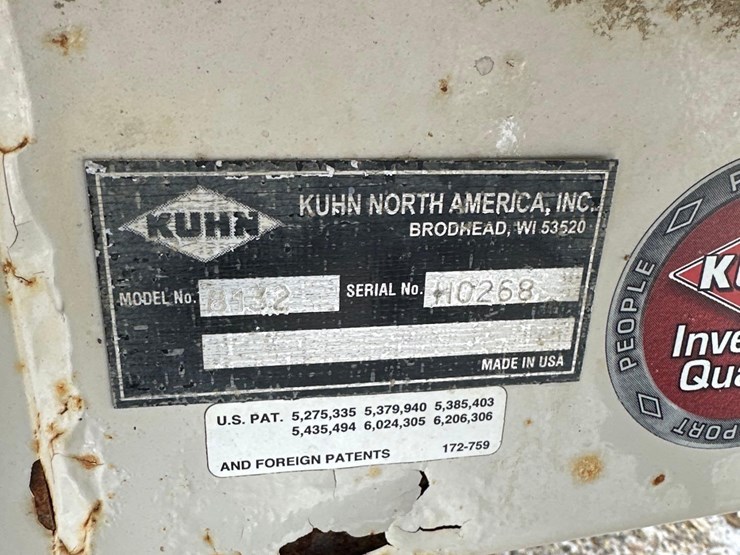 KUHN
KUHN NORTH AMERICA, INC.
BRODHEAD, WI 53520
MODEL No. 8132
SERIAL No. H0268
MADE IN USA
U.S. PAT. 5,275,335 5,379,940 5,385,403
5,435,494 6,024,305 6,206,306
AND FOREIGN PATENTS 172-759
PEOPLE
K
Inve
Qua
PORT